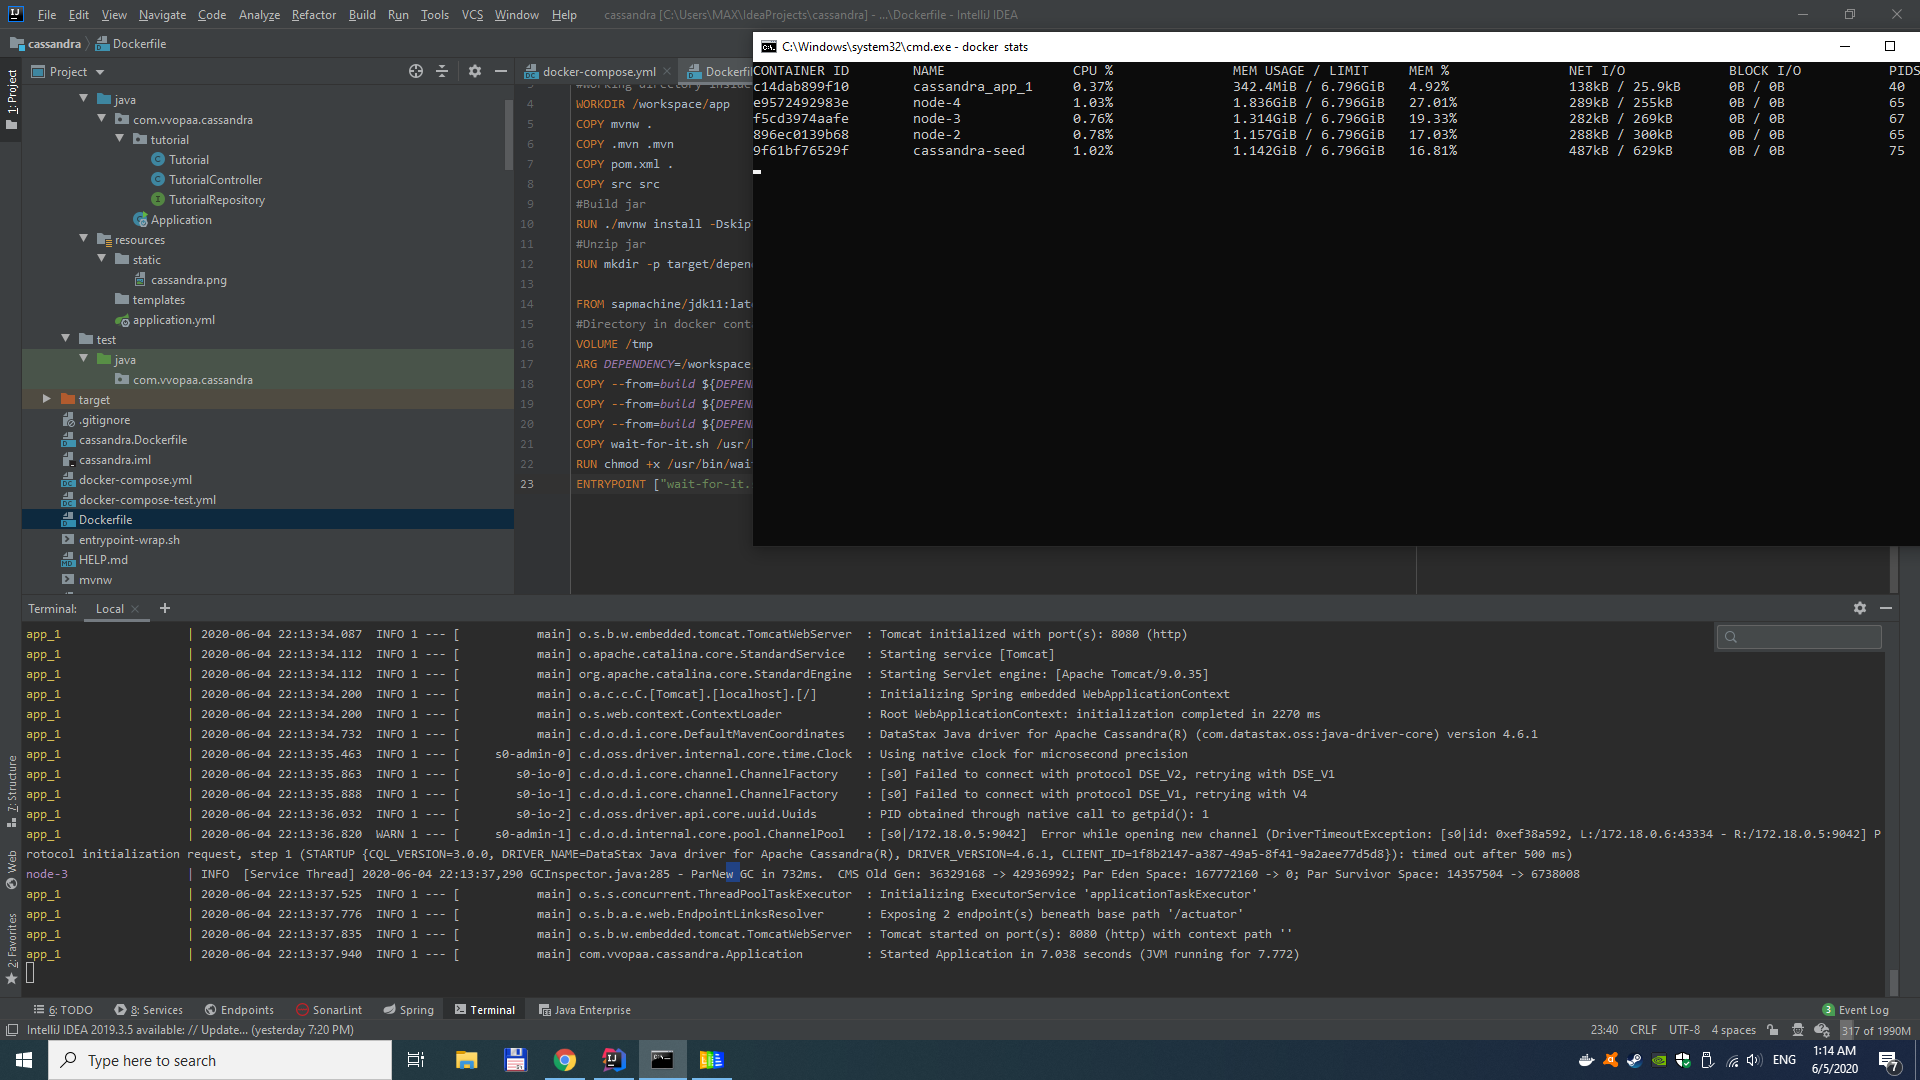 File Edit View Navigate Code Analyze Refactor Build Run Tools VCS Window Help cassandra [C:\Users\MAX\IdeaProjects\cassandra] - ...\Dockerfile - IntelliJ IDEA
cassandra Dockerfile
C:\Windows\system32\cmd.exe - docker stats
CONTAINER ID NAME CPU % MEM USAGE / LIMIT MEM % NET I/O BLOCK I/O PIDS
c14dab899f10 cassandra_app_1 0.37% 342.4MiB / 6.796GiB 4.92% 138kB / 25.9kB 0B / 0B 40
e9572492983e node-4 1.03% 1.836GiB / 6.796GiB 27.01% 289kB / 255kB 0B / 0B 65
f5cd3974aafe node-3 0.76% 1.314GiB / 6.796GiB 19.33% 282kB / 269kB 0B / 0B 67
896ec0139b68 node-2 0.78% 1.157GiB / 6.796GiB 17.03% 288kB / 300kB 0B / 0B 65
9f61bf76529f cassandra-seed 1.02% 1.142GiB / 6.796GiB 16.81% 487kB / 629kB 0B / 0B 75
1: Project
Project
java
com.vvopaa.cassandra
tutorial
Tutorial
TutorialController
TutorialRepository
Application
resources
static
cassandra.png
templates
application.yml
test
java
com.vvopaa.cassandra
target
.gitignore
cassandra.Dockerfile
cassandra.iml
docker-compose.yml
docker-compose-test.yml
Dockerfile
entrypoint-wrap.sh
HELP.md
mvnw
docker-compose.yml Dockerfil
#Working directory inside
4 WORKDIR /workspace/app
5 COPY mvnw .
6 COPY .mvn .mvn
7 COPY pom.xml .
8 COPY src src
9 #Build jar
10 RUN ./mvnw install -Dskip
11 #Unzip jar
12 RUN mkdir -p target/depen
13
14 FROM sapmachine/jdk11:lat
15 #Directory in docker cont
16 VOLUME /tmp
17 ARG DEPENDENCY=/workspace
18 COPY --from=build ${DEPEN
19 COPY --from=build ${DEPEN
20 COPY --from=build ${DEPEN
21 COPY wait-for-it.sh /usr/
22 RUN chmod +x /usr/bin/wai
23 ENTRYPOINT ["wait-for-it.
Terminal: Local
app_1 | 2020-06-04 22:13:34.087 INFO 1 --- [ main] o.s.b.w.embedded.tomcat.TomcatWebServer : Tomcat initialized with port(s): 8080 (http)
app_1 | 2020-06-04 22:13:34.112 INFO 1 --- [ main] o.apache.catalina.core.StandardService : Starting service [Tomcat]
app_1 | 2020-06-04 22:13:34.112 INFO 1 --- [ main] org.apache.catalina.core.StandardEngine : Starting Servlet engine: [Apache Tomcat/9.0.35]
app_1 | 2020-06-04 22:13:34.200 INFO 1 --- [ main] o.a.c.c.C.[Tomcat].[localhost].[/] : Initializing Spring embedded WebApplicationContext
app_1 | 2020-06-04 22:13:34.200 INFO 1 --- [ main] o.s.web.context.ContextLoader : Root WebApplicationContext: initialization completed in 2270 ms
app_1 | 2020-06-04 22:13:34.732 INFO 1 --- [ main] c.d.o.d.i.core.DefaultMavenCoordinates : DataStax Java driver for Apache Cassandra(R) (com.datastax.oss:java-driver-core) version 4.6.1
app_1 | 2020-06-04 22:13:35.463 INFO 1 --- [ s0-admin-0] c.d.oss.driver.internal.core.time.Clock : Using native clock for microsecond precision
app_1 | 2020-06-04 22:13:35.863 INFO 1 --- [ s0-io-0] c.d.o.d.i.core.channel.ChannelFactory : [s0] Failed to connect with protocol DSE_V2, retrying with DSE_V1
app_1 | 2020-06-04 22:13:35.888 INFO 1 --- [ s0-io-1] c.d.o.d.i.core.channel.ChannelFactory : [s0] Failed to connect with protocol DSE_V1, retrying with V4
app_1 | 2020-06-04 22:13:36.032 INFO 1 --- [ s0-io-2] c.d.oss.driver.api.core.uuid.Uuids : PID obtained through native call to getpid(): 1
app_1 | 2020-06-04 22:13:36.820 WARN 1 --- [ s0-admin-1] c.d.o.d.internal.core.pool.ChannelPool : [s0|/172.18.0.5:9042] Error while opening new channel (DriverTimeoutException: [s0|id: 0xef38a592, L:/172.18.0.6:43334 - R:/172.18.0.5:9042] P
rotocol initialization request, step 1 (STARTUP {CQL_VERSION=3.0.0, DRIVER_NAME=DataStax Java driver for Apache Cassandra(R), DRIVER_VERSION=4.6.1, CLIENT_ID=1f8b2147-a387-49a5-8f41-9a2aee77d5d8}): timed out after 500 ms)
node-3 | INFO [Service Thread] 2020-06-04 22:13:37,290 GCInspector.java:285 - ParNew GC in 732ms. CMS Old Gen: 36329168 -> 42936992; Par Eden Space: 167772160 -> 0; Par Survivor Space: 14357504 -> 6738008
app_1 | 2020-06-04 22:13:37.525 INFO 1 --- [ main] o.s.s.concurrent.ThreadPoolTaskExecutor : Initializing ExecutorService 'applicationTaskExecutor'
app_1 | 2020-06-04 22:13:37.776 INFO 1 --- [ main] o.s.b.a.e.web.EndpointLinksResolver : Exposing 2 endpoint(s) beneath base path '/actuator'
app_1 | 2020-06-04 22:13:37.835 INFO 1 --- [ main] o.s.b.w.embedded.tomcat.TomcatWebServer : Tomcat started on port(s): 8080 (http) with context path ''
app_1 | 2020-06-04 22:13:37.940 INFO 1 --- [ main] com.vvopaa.cassandra.Application : Started Application in 7.038 seconds (JVM running for 7.772)
7: Structure
Web
2: Favorites
6: TODO 8: Services Endpoints SonarLint Spring Terminal Java Enterprise 3 Event Log
IntelliJ IDEA 2019.3.5 available: // Update... (yesterday 7:20 PM) 23:40 CRLF UTF-8 4 spaces 317 of 1990M
Type here to search ENG 1:14 AM
6/5/2020 7